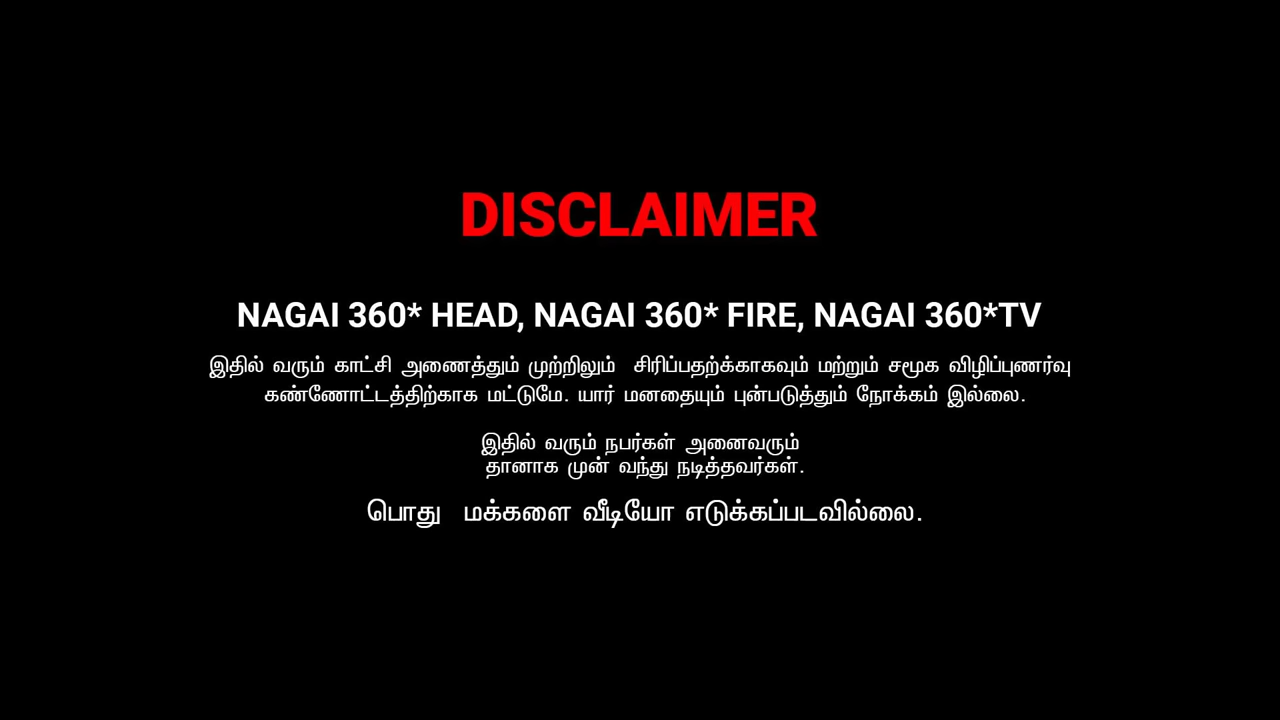 DISCLAIMER
NAGAI 360* HEAD, NAGAI 360* FIRE, NAGAI 360*TV
இதில் வரும் காட்சி அணைத்தும் முற்றிலும் சிரிப்பதற்க்காகவும் மற்றும் சமூக விழிப்புணர்வு
கண்ணோட்டத்திற்காக மட்டுமே. யார் மனதையும் புன்படுத்தும் நோக்கம் இல்லை.
இதில் வரும் நபர்கள் அனைவரும்
தானாக முன் வந்து நடித்தவர்கள்.
பொது மக்களை வீடியோ எடுக்கப்படவில்லை.